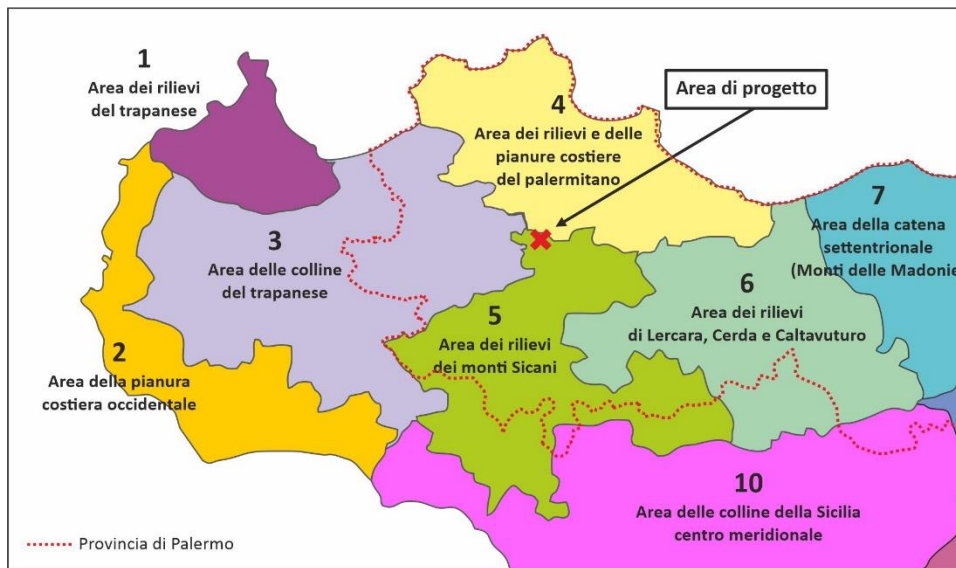 1
Area dei rilievi
del trapanese
Area di progetto
4
Area dei rilievi e delle
pianure costiere
del palermitano
7
Area della catena
settentrionale
(Monti delle Madonie
3
Area delle colline
del trapanese
6
Area dei rilievi
di Lercara, Cerda e Caltavuturo
5
Area dei rilievi
dei monti Sicani
2
Area della pianura
costiera occidentale
10
Area delle colline della Sicilia
centro meridionale
Provincia di Palermo